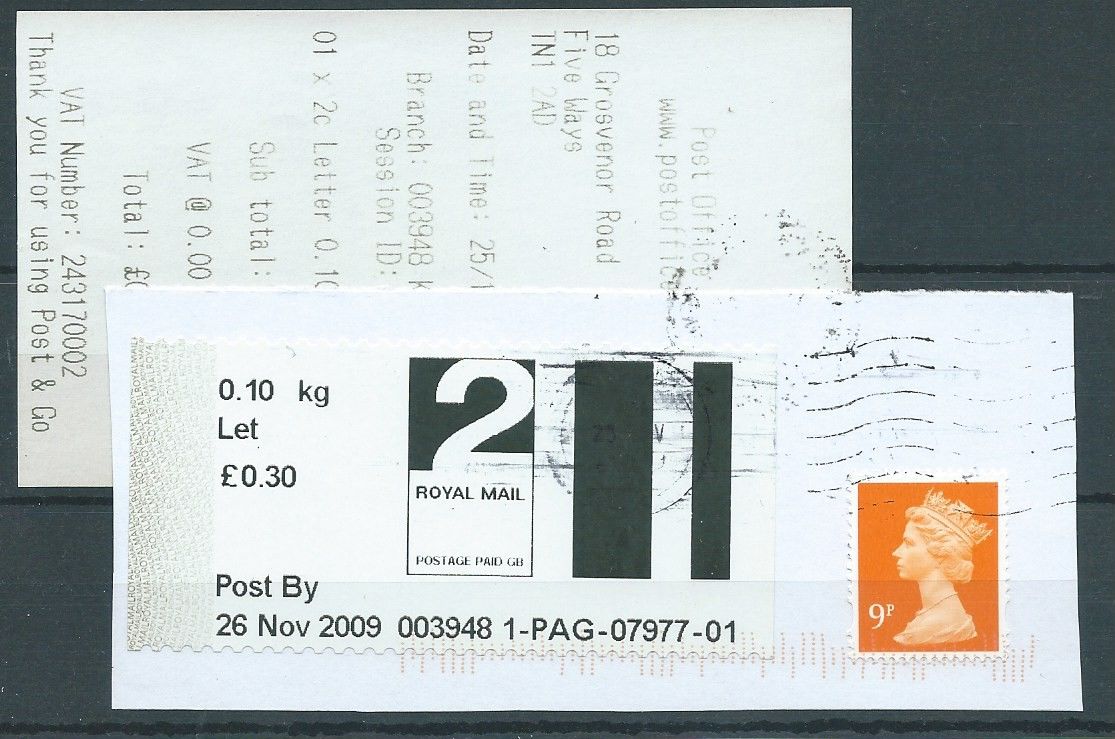 Post Office
www.postoffice
18 Grosvenor Road
Five Ways
TN1 2AD
Date and Time: 25/1
Branch: 003948
Session ID:
01 x 2c Letter 0.10
Sub total:
VAT @ 0.00
Total: £0
VAT Number: 243170002
Thank you for using Post & Go
0.10 kg
Let
£0.30
2
ROYAL MAIL
POSTAGE PAID GB
Post By
26 Nov 2009 003948 1-PAG-07977-01
9P